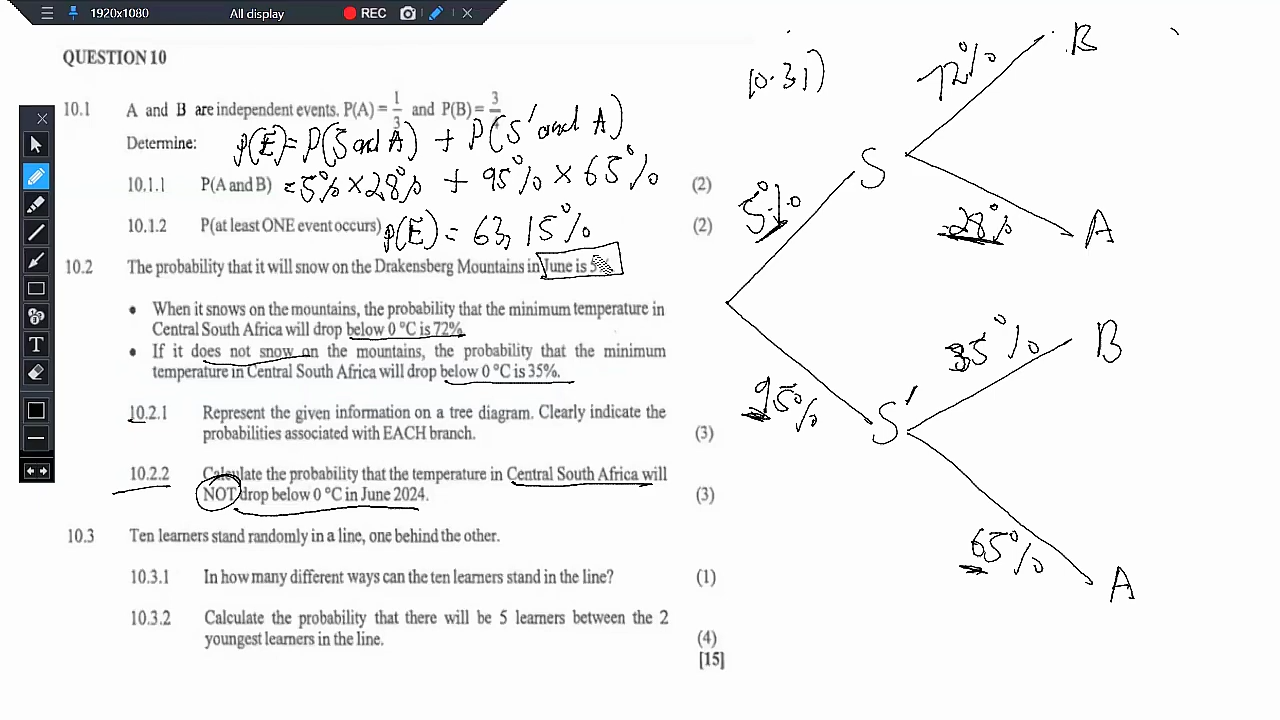 1920x1080 All display REC
QUESTION 10
10.1 A and B are independent events. P(A) = 1/3 and P(B) = 3/
Determine:
P(E) = P(S and A) + P(S' and A)
10.1.1 P(A and B) (2)
= 5% × 28% + 95% × 65%
10.1.2 P(at least ONE event occurs) (2)
P(E) = 63,15%
10.2 The probability that it will snow on the Drakensberg Mountains in June is 5%
• When it snows on the mountains, the probability that the minimum temperature in
Central South Africa will drop below 0 °C is 72%.
• If it does not snow on the mountains, the probability that the minimum
temperature in Central South Africa will drop below 0 °C is 35%.
10.2.1 Represent the given information on a tree diagram. Clearly indicate the
probabilities associated with EACH branch. (3)
10.2.2 Calculate the probability that the temperature in Central South Africa will
NOT drop below 0 °C in June 2024. (3)
10.3 Ten learners stand randomly in a line, one behind the other.
10.3.1 In how many different ways can the ten learners stand in the line? (1)
10.3.2 Calculate the probability that there will be 5 learners between the 2
youngest learners in the line. (4)
[15]
10.3.1)
72% B
S
5%
28% A
35% B
95% S'
65% A
T